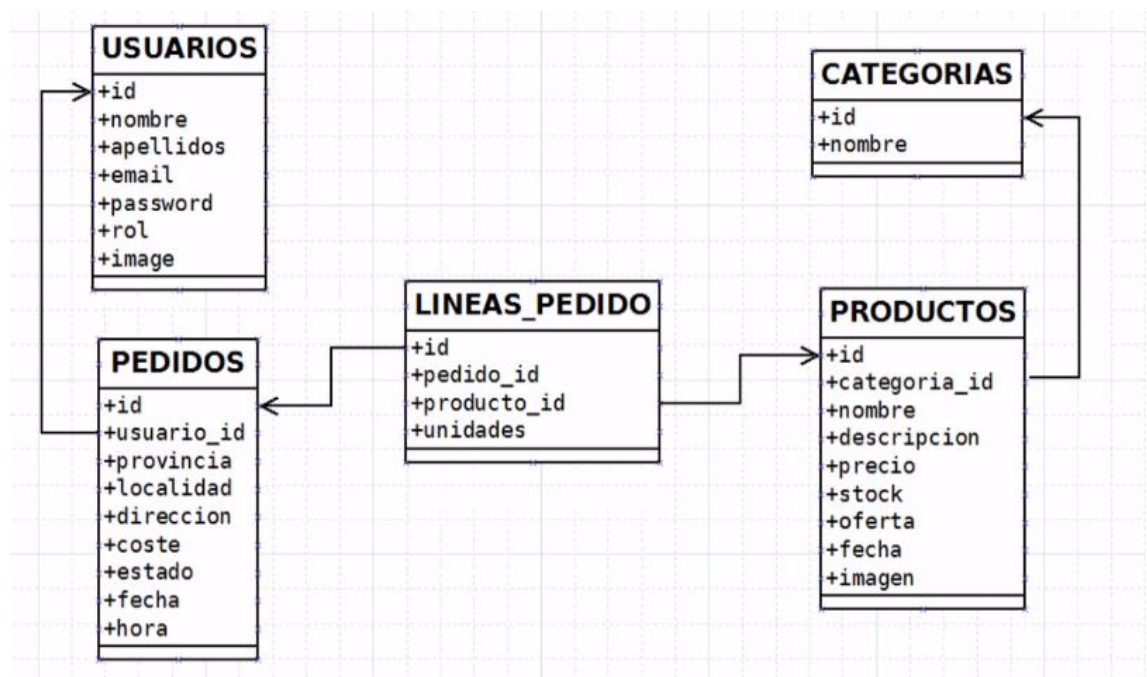 USUARIOS
+id
+nombre
+apellidos
+email
+password
+rol
+image
PEDIDOS
+id
+usuario_id
+provincia
+localidad
+direccion
+coste
+estado
+fecha
+hora
LINEAS_PEDIDO
+id
+pedido_id
+producto_id
+unidades
CATEGORIAS
+id
+nombre
PRODUCTOS
+id
+categoria_id
+nombre
+descripcion
+precio
+stock
+oferta
+fecha
+imagen